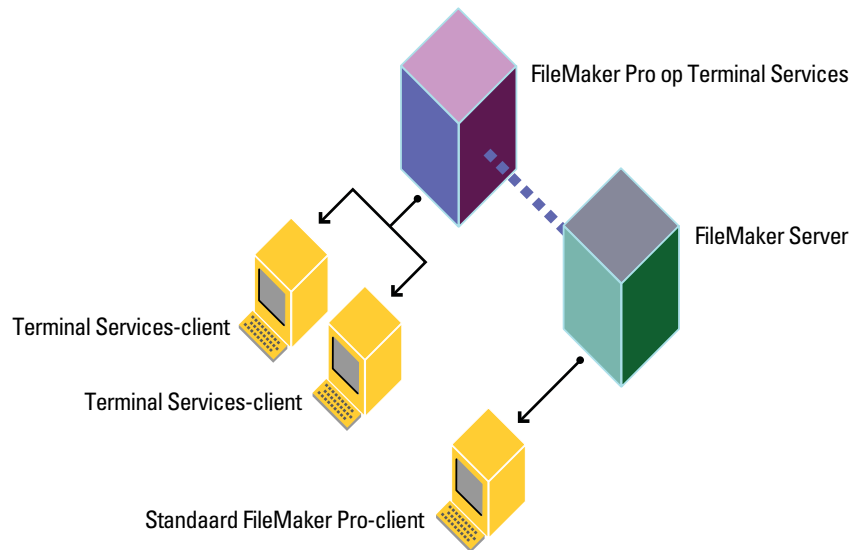 FileMaker Pro op Terminal Services
FileMaker Server
Terminal Services-client
Terminal Services-client
Standaard FileMaker Pro-client